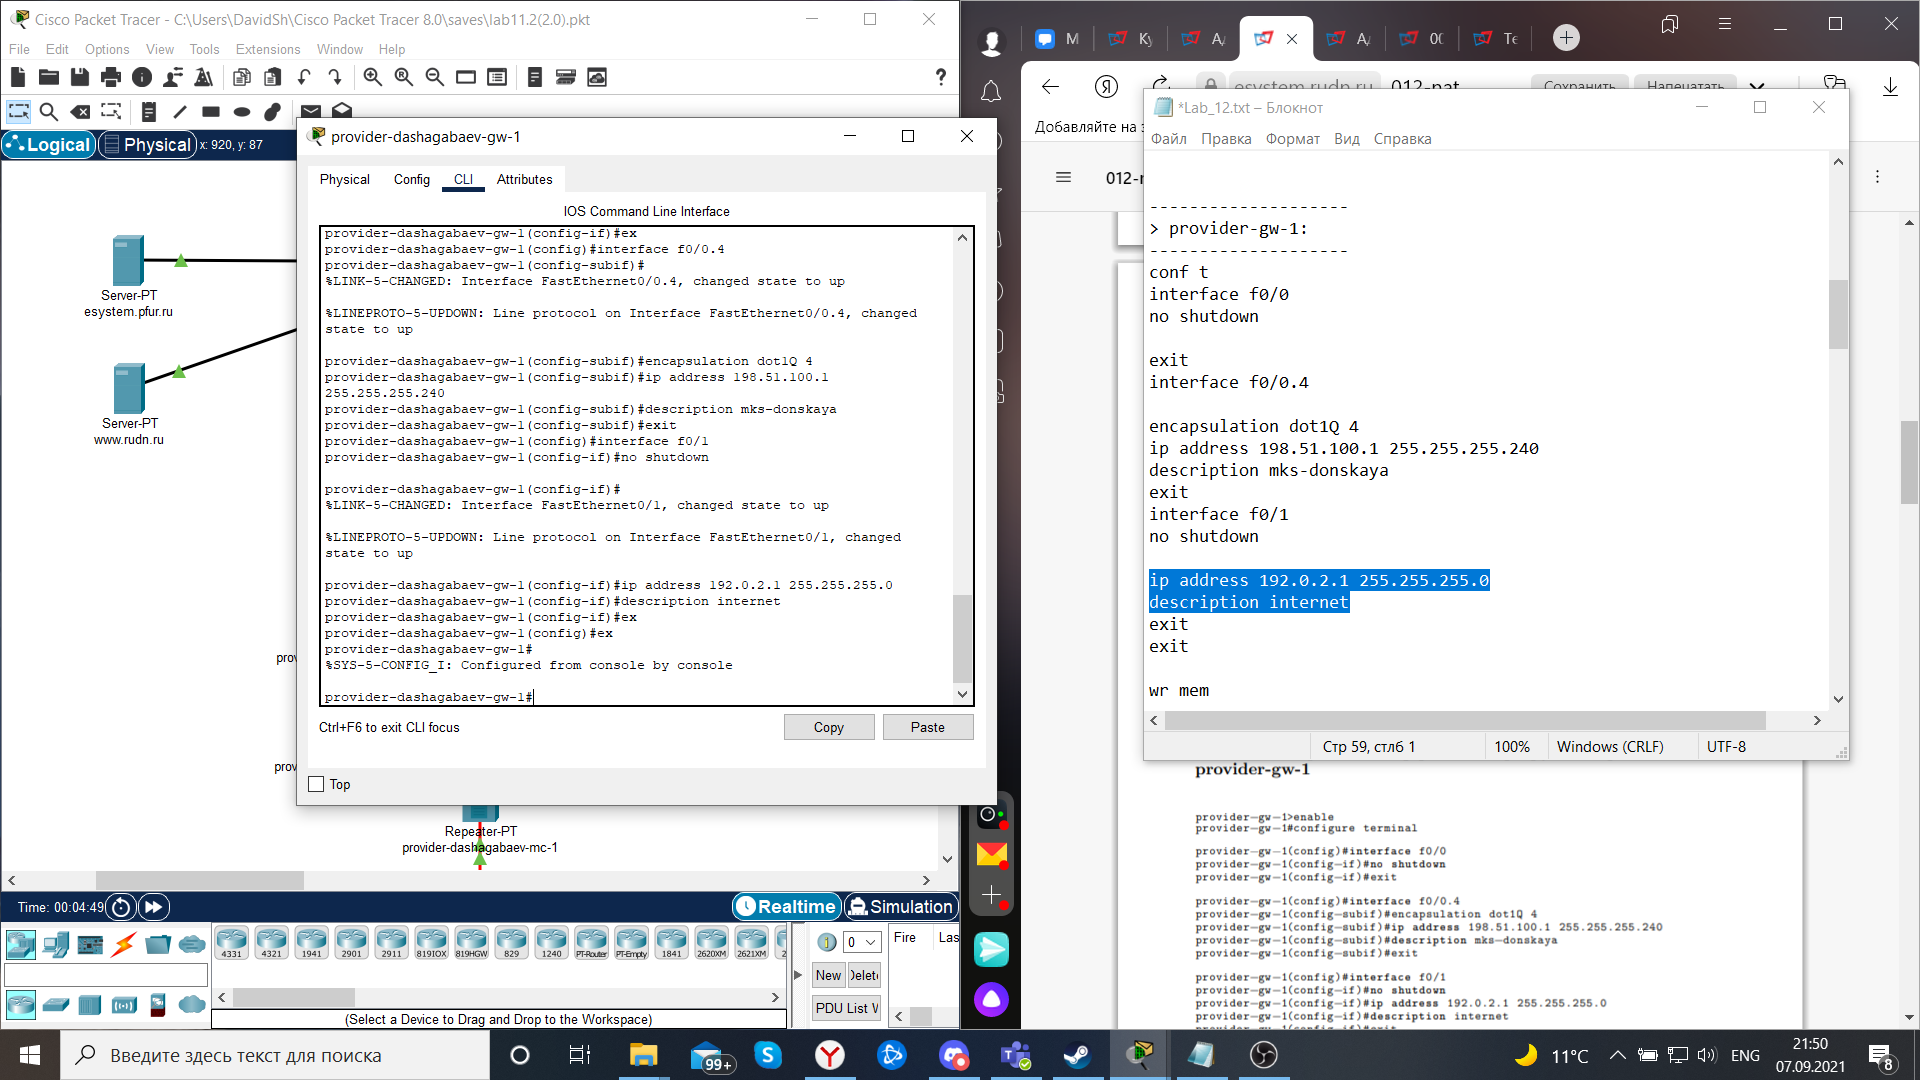 Cisco Packet Tracer - C:\Users\DavidSh\Cisco Packet Tracer 8.0\saves\lab11.2(2.0).pkt
File Edit Options View Tools Extensions Window Help
Logical Physical x: 920, y: 87
Server-PT
esystem.pfur.ru
Server-PT
www.rudn.ru
Repeater-PT
provider-dashagabaev-mc-1
provider-dashagabaev-gw-1
Physical Config CLI Attributes
IOS Command Line Interface
provider-dashagabaev-gw-1(config-if)#ex
provider-dashagabaev-gw-1(config)#interface f0/0.4
provider-dashagabaev-gw-1(config-subif)#
%LINK-5-CHANGED: Interface FastEthernet0/0.4, changed state to up
%LINEPROTO-5-UPDOWN: Line protocol on Interface FastEthernet0/0.4, changed
state to up
provider-dashagabaev-gw-1(config-subif)#encapsulation dot1Q 4
provider-dashagabaev-gw-1(config-subif)#ip address 198.51.100.1
255.255.255.240
provider-dashagabaev-gw-1(config-subif)#description mks-donskaya
provider-dashagabaev-gw-1(config-subif)#exit
provider-dashagabaev-gw-1(config)#interface f0/1
provider-dashagabaev-gw-1(config-if)#no shutdown
provider-dashagabaev-gw-1(config-if)#
%LINK-5-CHANGED: Interface FastEthernet0/1, changed state to up
%LINEPROTO-5-UPDOWN: Line protocol on Interface FastEthernet0/1, changed
state to up
provider-dashagabaev-gw-1(config-if)#ip address 192.0.2.1 255.255.255.0
provider-dashagabaev-gw-1(config-if)#description internet
provider-dashagabaev-gw-1(config-if)#ex
provider-dashagabaev-gw-1(config)#ex
provider-dashagabaev-gw-1#
%SYS-5-CONFIG_I: Configured from console by console
provider-dashagabaev-gw-1#
Ctrl+F6 to exit CLI focus
Copy Paste
Top
Time: 00:04:49
Realtime Simulation
4331 4321 1941 2901 2911 819IOX 819HGW 829 1240 PT-Router PT-Empty 1841 2620XM 2621XM
(Select a Device to Drag and Drop to the Workspace)
0
New
PDU List
Fire
012-nat
Сохранить Напечатать
Добавляйте на
*Lab_12.txt – Блокнот
Файл Правка Формат Вид Справка
--------------------
> provider-gw-1:
--------------------
conf t
interface f0/0
no shutdown
exit
interface f0/0.4
encapsulation dot1Q 4
ip address 198.51.100.1 255.255.255.240
description mks-donskaya
exit
interface f0/1
no shutdown
ip address 192.0.2.1 255.255.255.0
description internet
exit
exit
wr mem
Стр 59, стлб 1 100% Windows (CRLF) UTF-8
provider-gw-1
provider-gw-1>enable
provider-gw-1#configure terminal
provider-gw-1(config)#interface f0/0
provider-gw-1(config-if)#no shutdown
provider-gw-1(config-if)#exit
provider-gw-1(config)#interface f0/0.4
provider-gw-1(config-subif)#encapsulation dot1Q 4
provider-gw-1(config-subif)#ip address 198.51.100.1 255.255.255.240
provider-gw-1(config-subif)#description mks-donskaya
provider-gw-1(config-subif)#exit
provider-gw-1(config)#interface f0/1
provider-gw-1(config-if)#no shutdown
provider-gw-1(config-if)#ip address 192.0.2.1 255.255.255.0
provider-gw-1(config-if)#description internet
Введите здесь текст для поиска
99+
11°C
ENG
21:50
07.09.2021
8